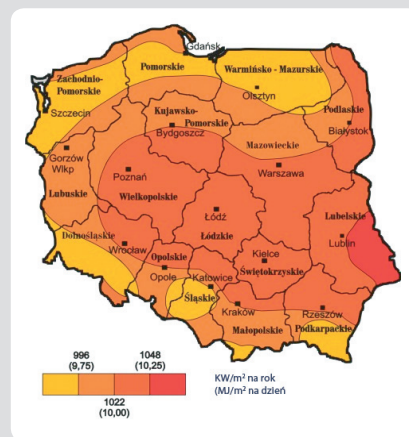 Gdańsk
Zachodnio-
Pomorskie
Pomorskie
Warmińsko - Mazurskie
Olsztyn
Szczecin
Kujawsko-
Pomorskie
Bydgoszcz
Podlaskie
Białystok
Mazowieckie
Gorzów
Wlkp
Poznań
Warszawa
Lubuskie
Wielkopolskie
Łódź
Łódzkie
Lubelskie
Lublin
Dolnośląskie
Wrocław
Opolskie
Opole
Kielce
Świętokrzyskie
Katowice
Śląskie
Kraków
Małopolskie
Rzeszów
Podkarpackie
996
(9,75)
1048
(10,25)
1022
(10,00)
KW/m² na rok
(MJ/m² na dzień